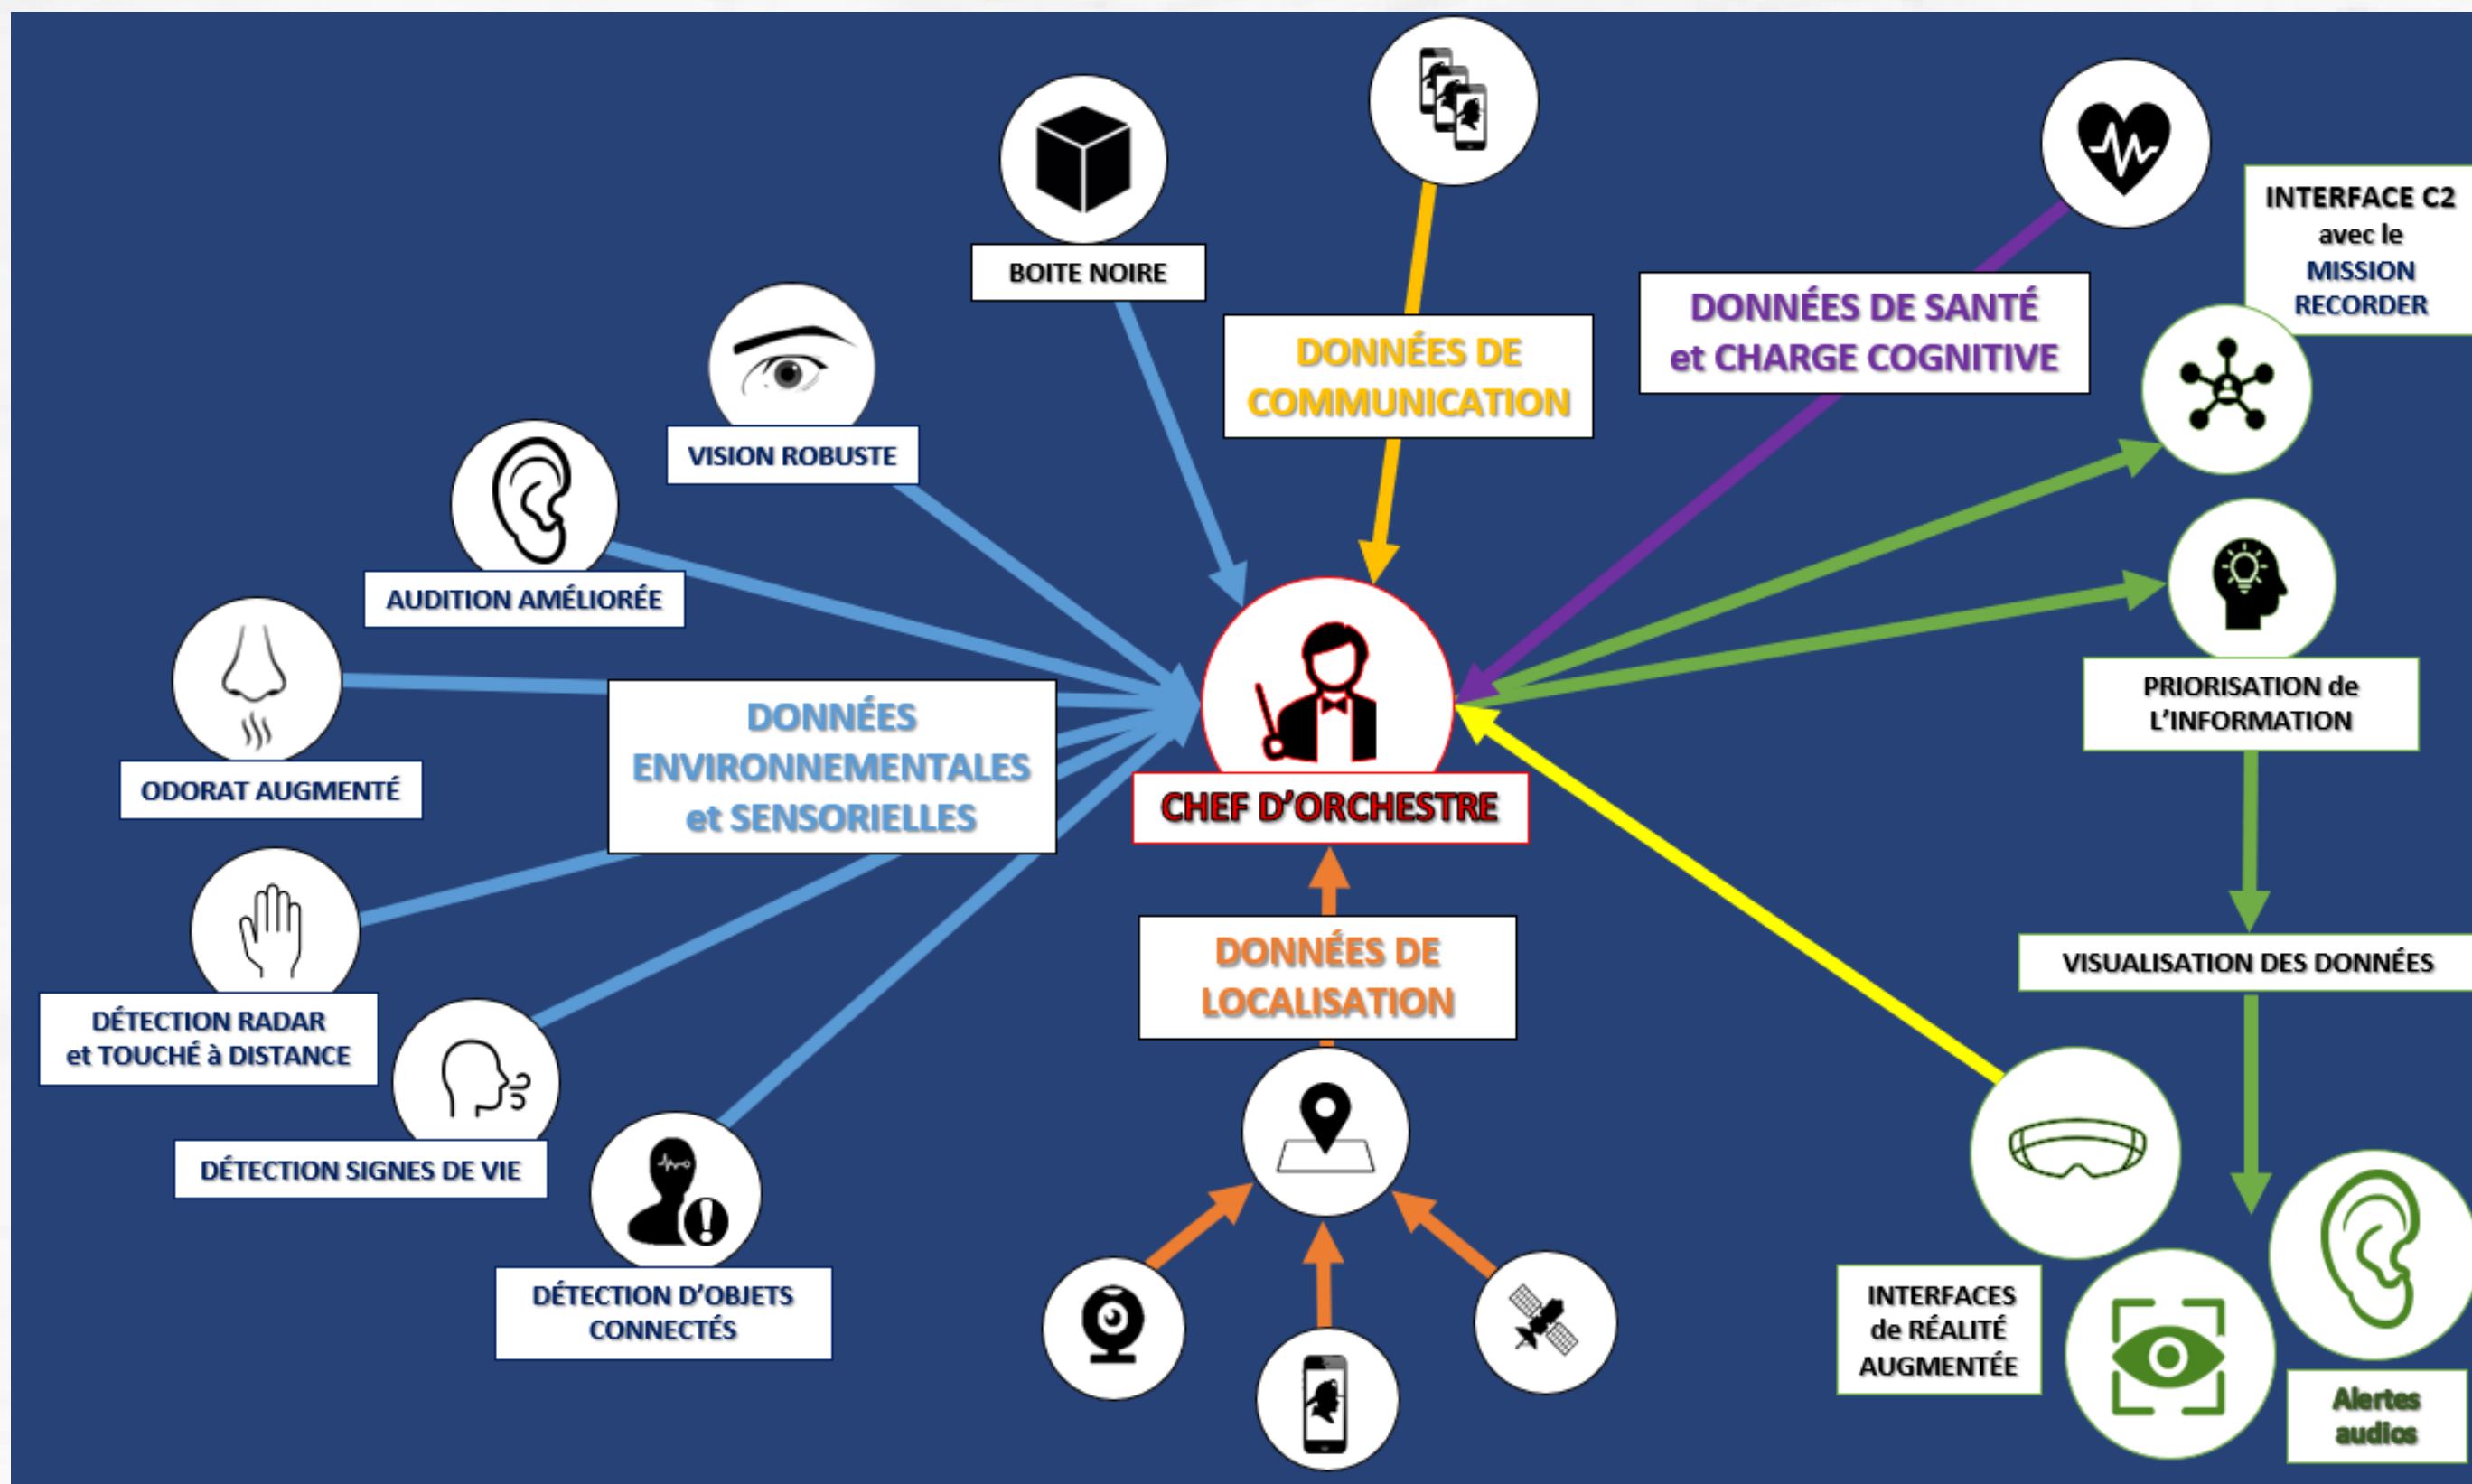 BOITE NOIRE
INTERFACE C2
avec le
MISSION
RECORDER
DONNÉES DE SANTÉ
et CHARGE COGNITIVE
DONNÉES DE
COMMUNICATION
VISION ROBUSTE
AUDITION AMÉLIORÉE
ODORAT AUGMENTÉ
DONNÉES
ENVIRONNEMENTALES
et SENSORIELLES
CHEF D'ORCHESTRE
PRIORISATION de
L'INFORMATION
DONNÉES DE
LOCALISATION
VISUALISATION DES DONNÉES
DÉTECTION RADAR
et TOUCHÉ à DISTANCE
DÉTECTION SIGNES DE VIE
DÉTECTION D'OBJETS
CONNECTÉS
INTERFACES
de RÉALITÉ
AUGMENTÉE
Alertes
audios